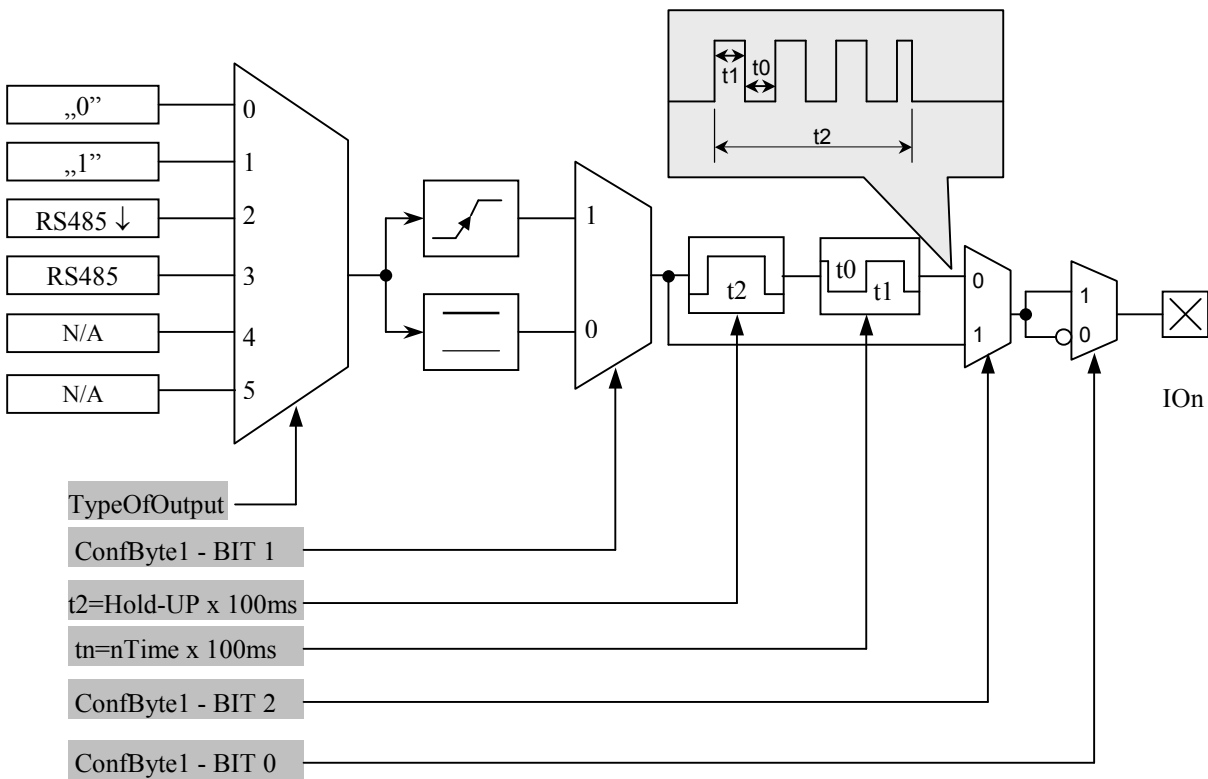 „0”
„1”
RS485 ↓
RS485
N/A
N/A
0
1
2
3
4
5
1
0
t1
t0
t2
t2
t0
t1
0
1
1
0
IOn
TypeOfOutput
ConfByte1 - BIT 1
t2=Hold-UP x 100ms
tn=nTime x 100ms
ConfByte1 - BIT 2
ConfByte1 - BIT 0